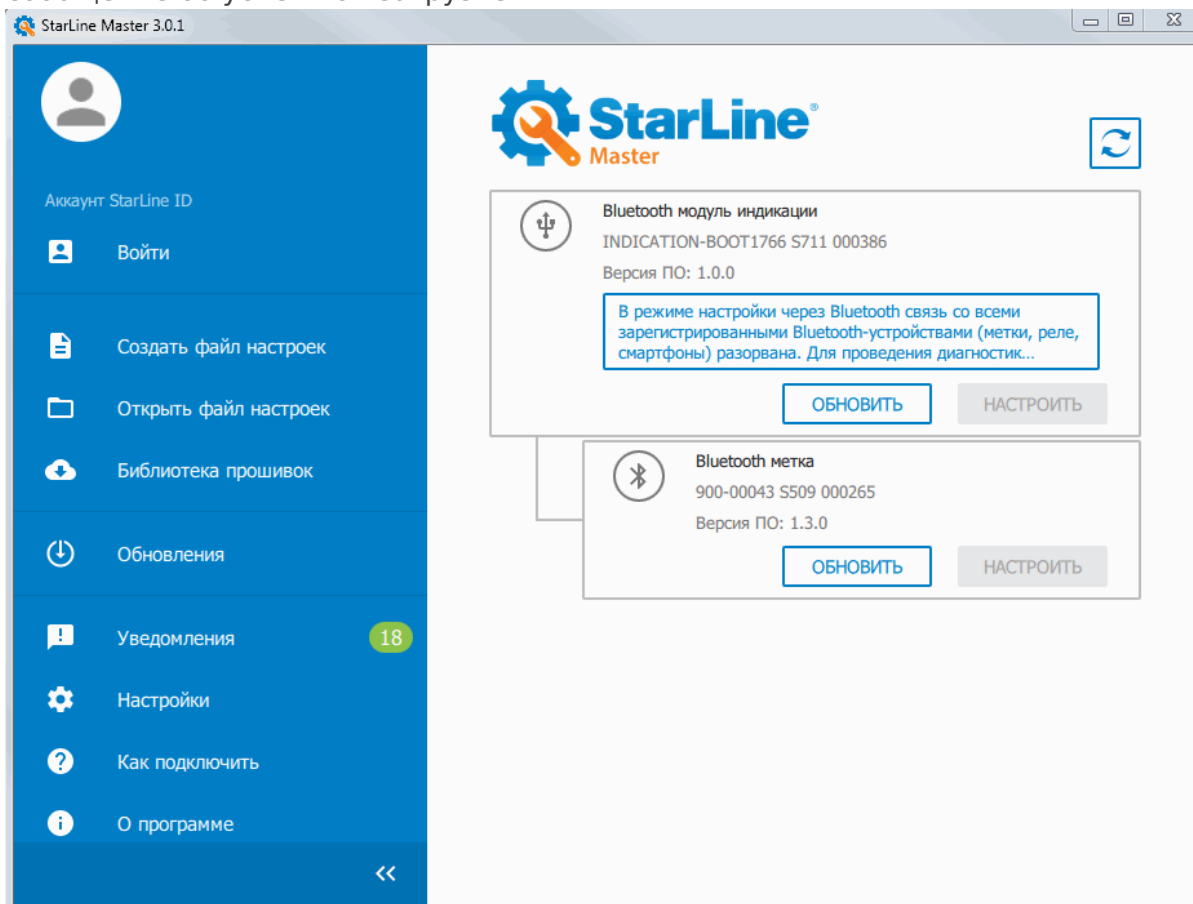 StarLine Master 3.0.1
Аккаунт StarLine ID
Войти
Создать файл настроек
Открыть файл настроек
Библиотека прошивок
Обновления
Уведомления 18
Настройки
Как подключить
О программе
StarLine®
Master
Bluetooth модуль индикации
INDICATION-BOOT1766 S711 000386
Версия ПО: 1.0.0
В режиме настройки через Bluetooth связь со всеми
зарегистрированными Bluetooth-устройствами (метки, реле,
смартфоны) разорвана. Для проведения диагностик...
ОБНОВИТЬ НАСТРОИТЬ
Bluetooth метка
900-00043 S509 000265
Версия ПО: 1.3.0
ОБНОВИТЬ НАСТРОИТЬ